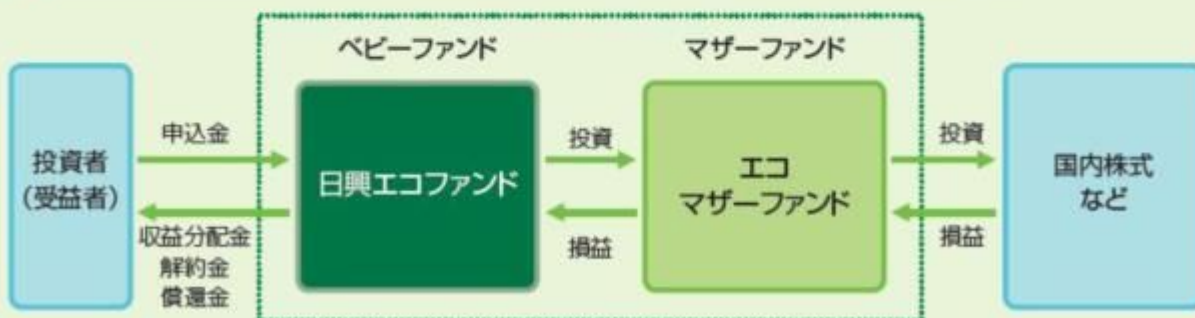 ベビーファンド
マザーファンド
投資者
(受益者)
申込金
収益分配金
解約金
償還金
日興エコファンド
投資
損益
エコ
マザーファンド
投資
損益
国内株式
など